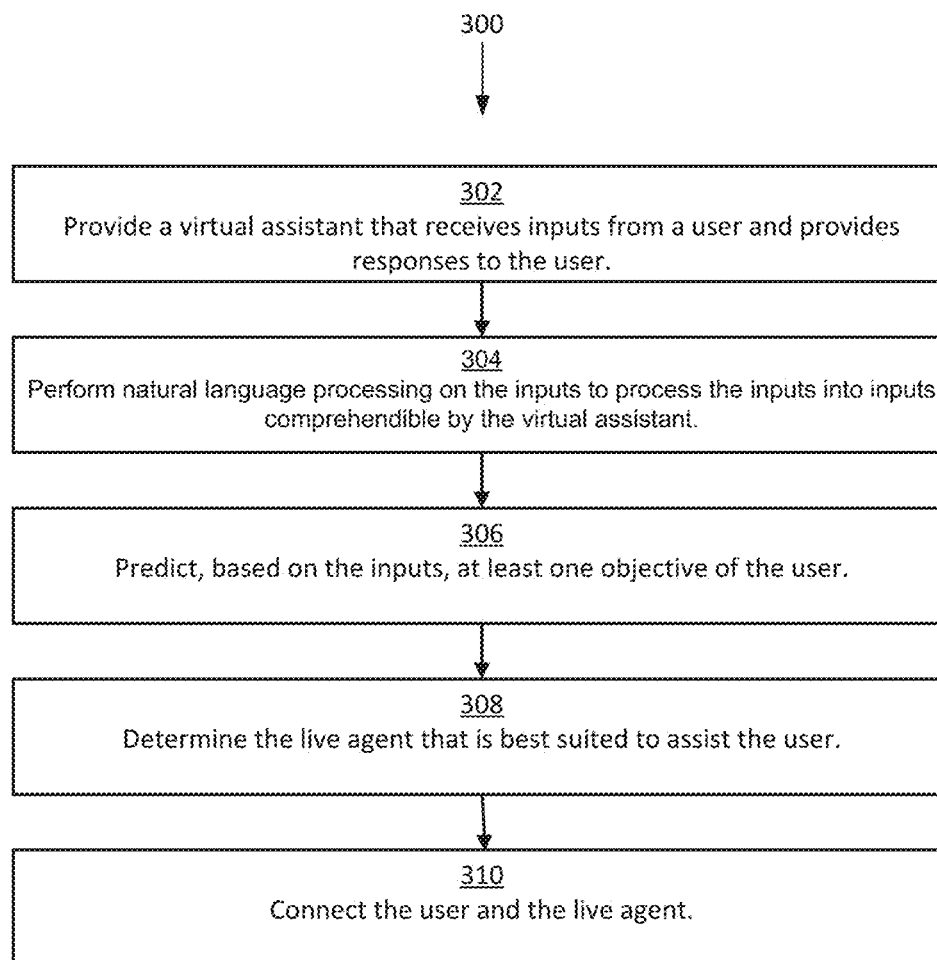 300
302
Provide a virtual assistant that receives inputs from a user and provides
responses to the user.
304
Perform natural language processing on the inputs to process the inputs into inputs
comprehendible by the virtual assistant.
306
Predict, based on the inputs, at least one objective of the user.
308
Determine the live agent that is best suited to assist the user.
310
Connect the user and the live agent.